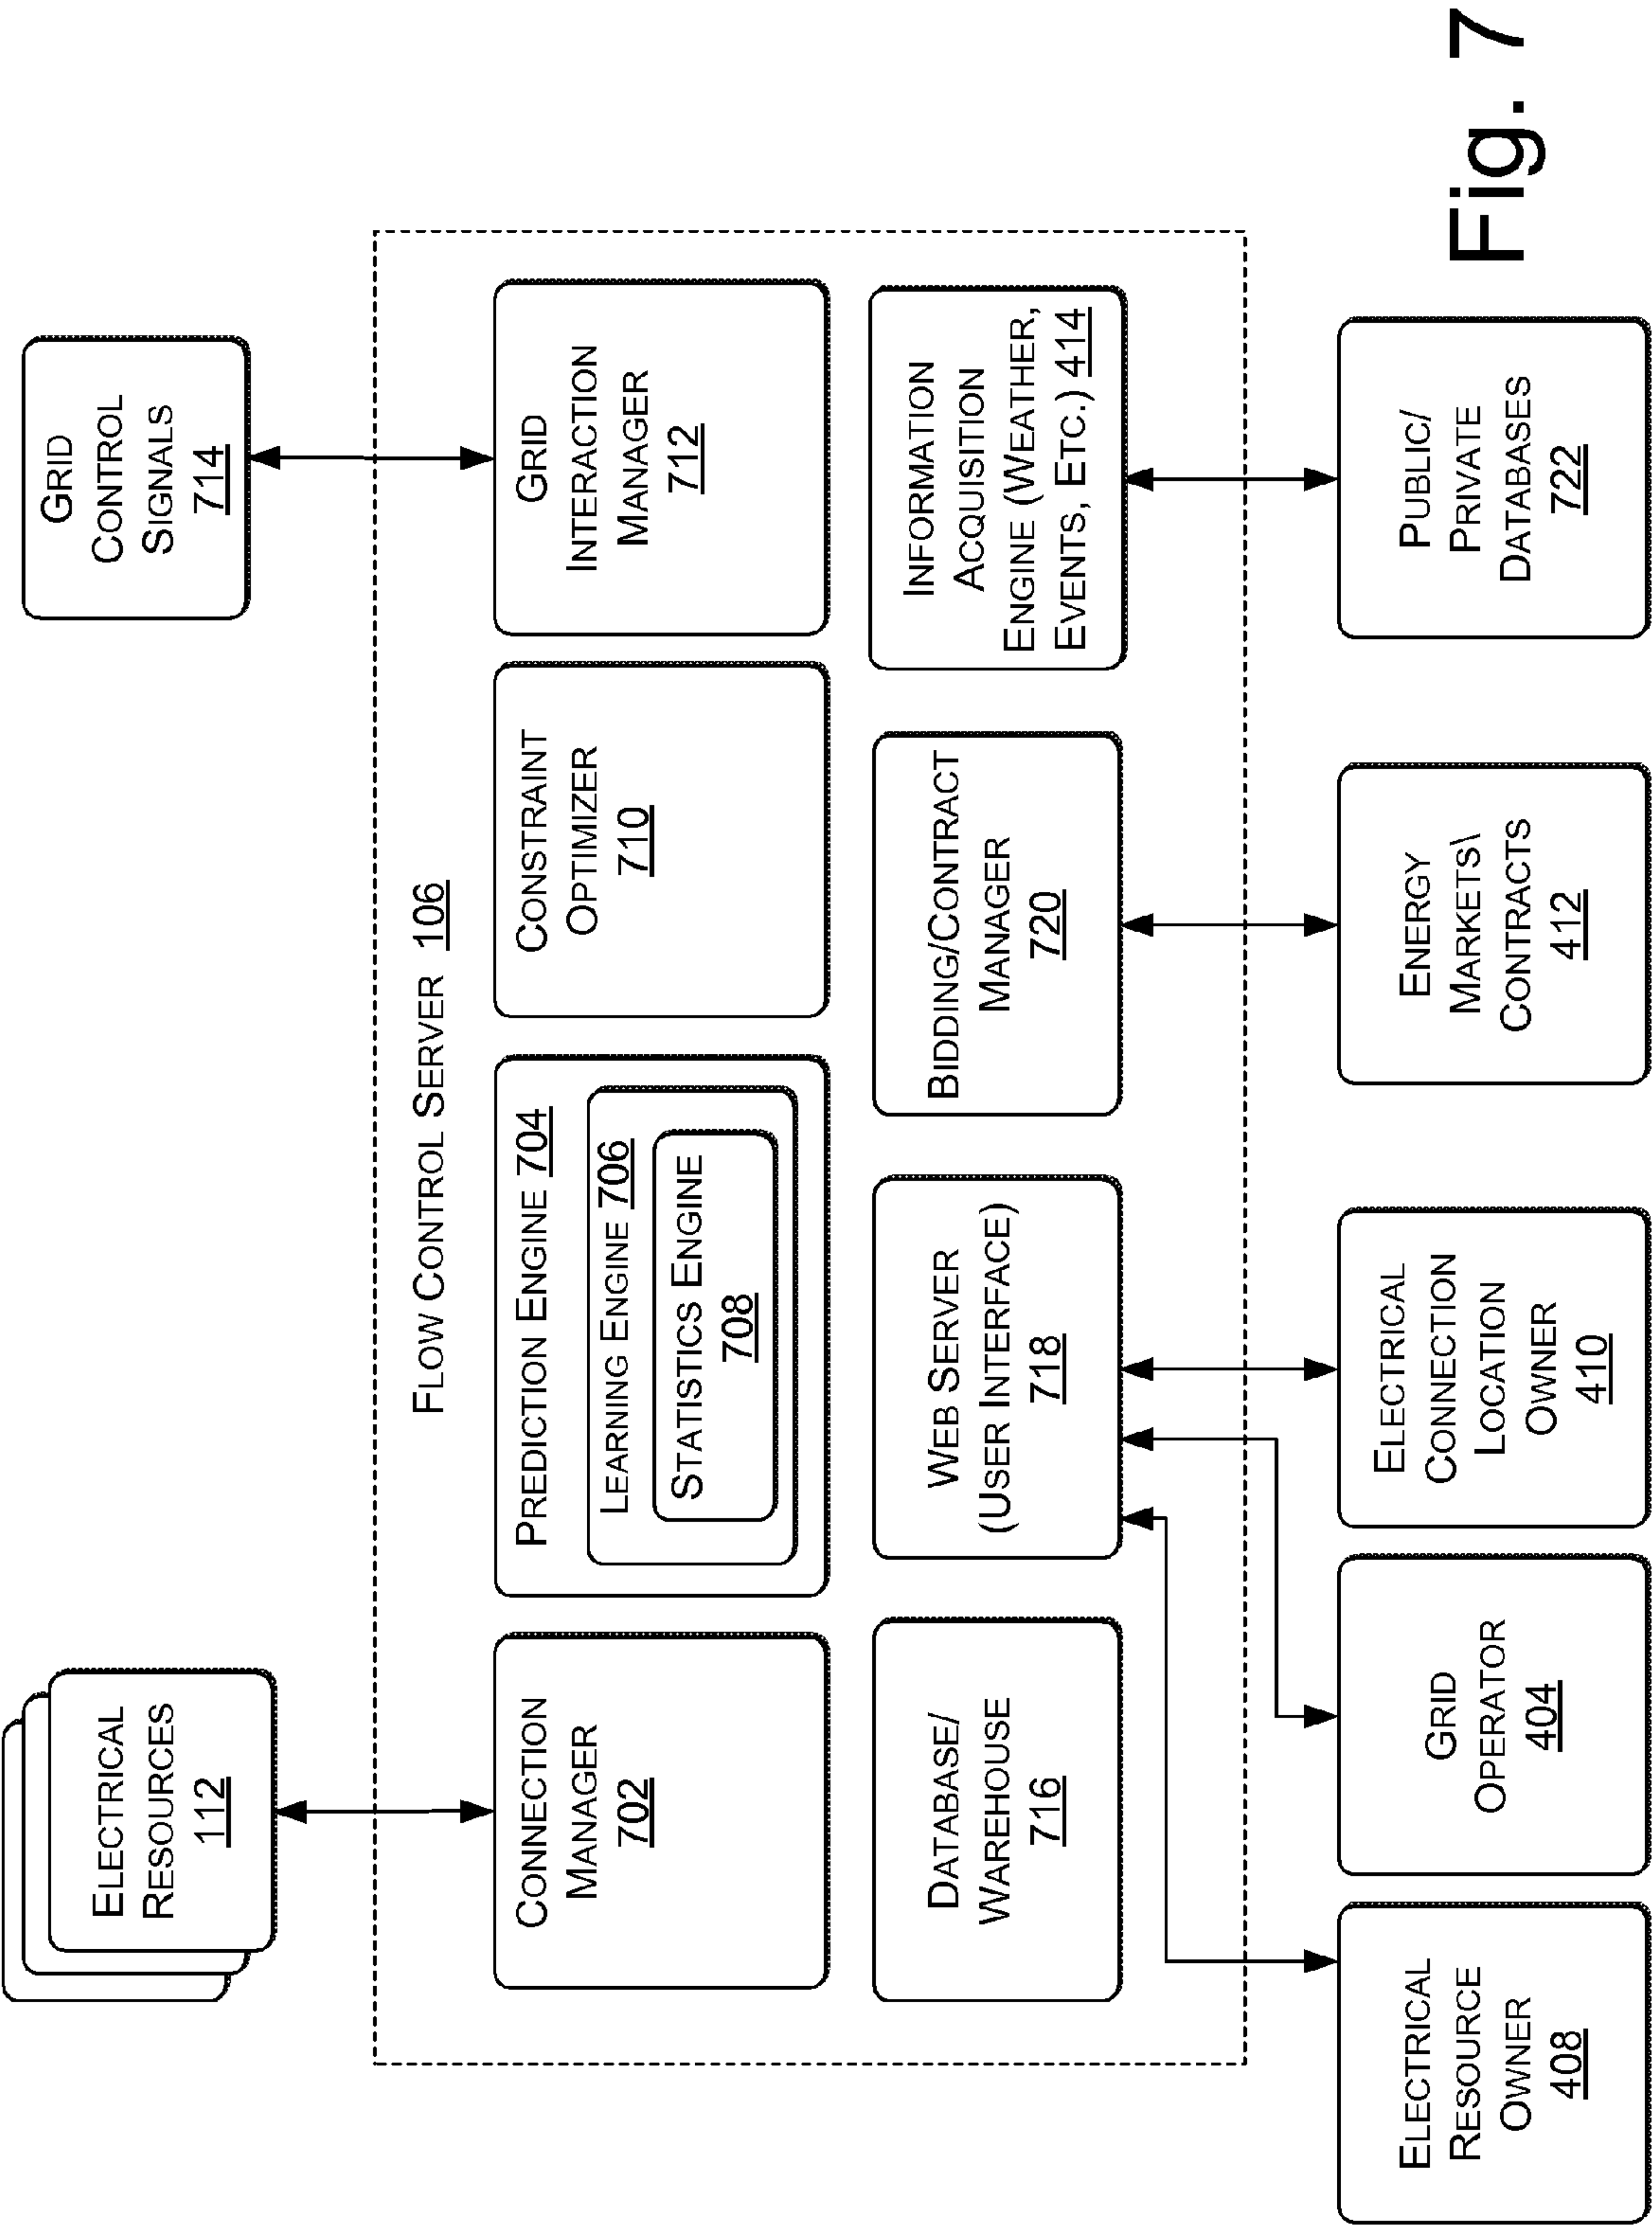 ELECTRICAL
RESOURCES
112
GRID
CONTROL
SIGNALS
714
FLOW CONTROL SERVER 106
CONNECTION
MANAGER
702
PREDICTION ENGINE 704
LEARNING ENGINE 706
STATISTICS ENGINE
708
CONSTRAINT
OPTIMIZER
710
GRID
INTERACTION
MANAGER
712
DATABASE/
WAREHOUSE
716
WEB SERVER
(USER INTERFACE)
718
BIDDING/CONTRACT
MANAGER
720
INFORMATION
ACQUISITION
ENGINE (WEATHER,
EVENTS, ETC.) 414
ELECTRICAL
RESOURCE
OWNER
408
GRID
OPERATOR
404
ELECTRICAL
CONNECTION
LOCATION
OWNER
410
ENERGY
MARKETS\
CONTRACTS
412
PUBLIC/
PRIVATE
DATABASES
722
Fig. 7